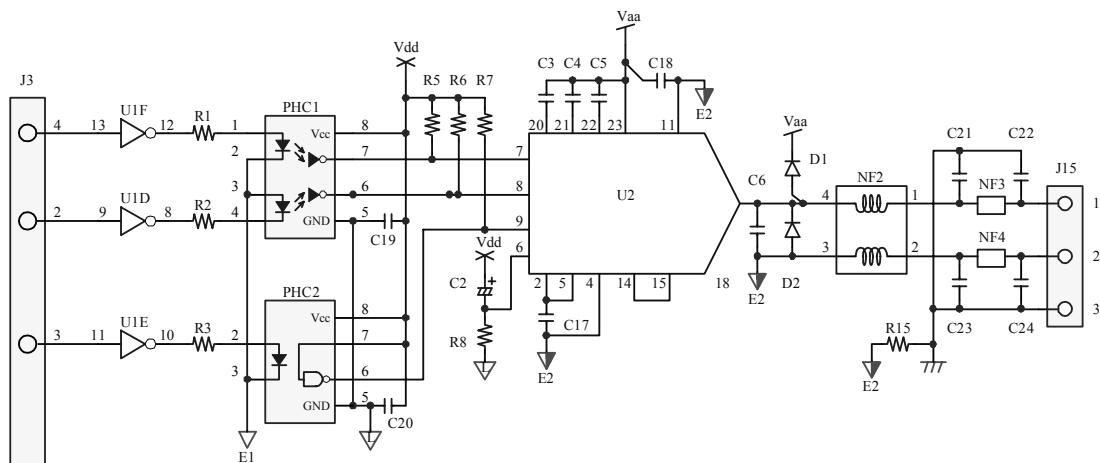 Vaa
Vdd
C3 C4 C5 C18
J3
R5 R6 R7
E2
U1F
R1
PHC1
20 21 22 23 11
Vaa
C21 C22
4 13 12 1
Vcc 8
D1
J15
2
7
7
C6
NF2
NF3
3
6
8
U2
4
1
1
U1D
2 9 8
R2
4
GND 5
C19
9
Vdd
6
NF4
3
2
2
C2
+
2 5 4 14 15
18
E2
D2
PHC2
C17
C23 C24
3
Vcc 8
R8
R15
U1E
3 11 10
R3
2
7
L
E2
E2
3
6
GND 5
C20
E1
L